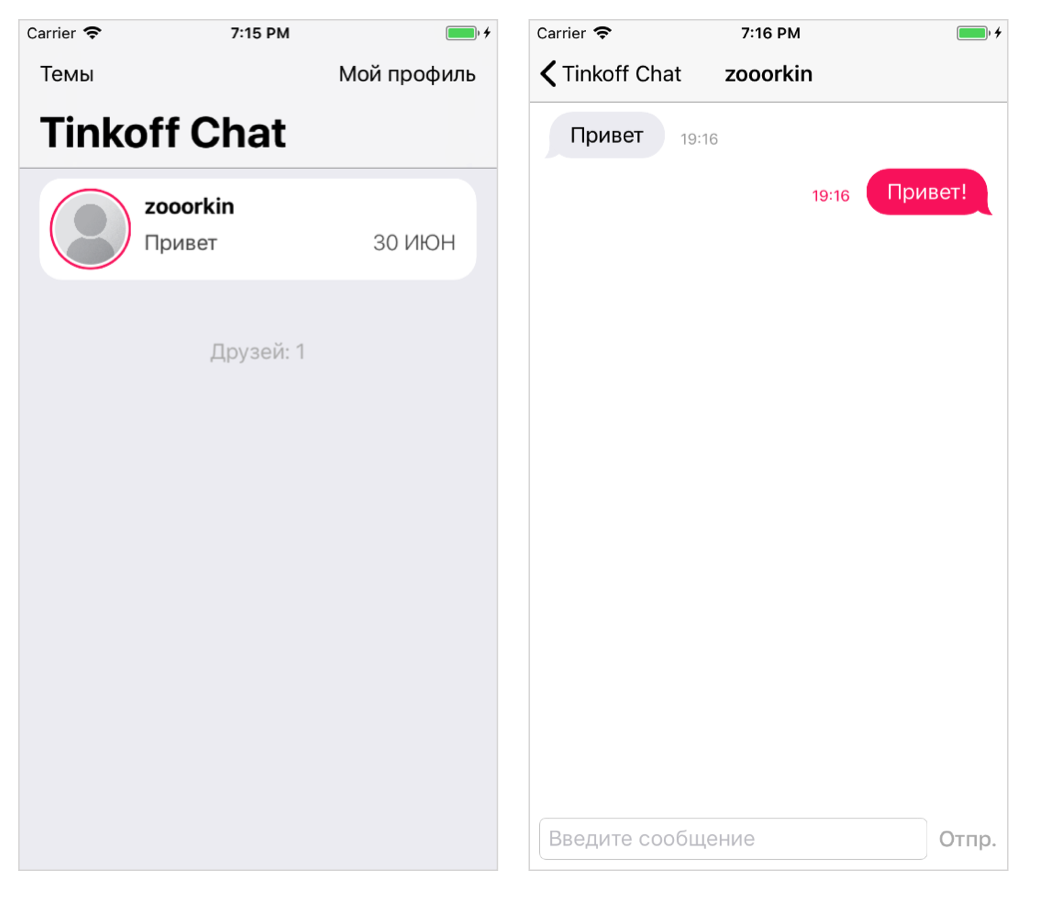 Carrier 7:15 PM
Темы Мой профиль
Tinkoff Chat
zooorkin
Привет 30 ИЮН
Друзей: 1
Carrier 7:16 PM
Tinkoff Chat zooorkin
Привет 19:16
19:16 Привет!
Введите сообщение Отпр.